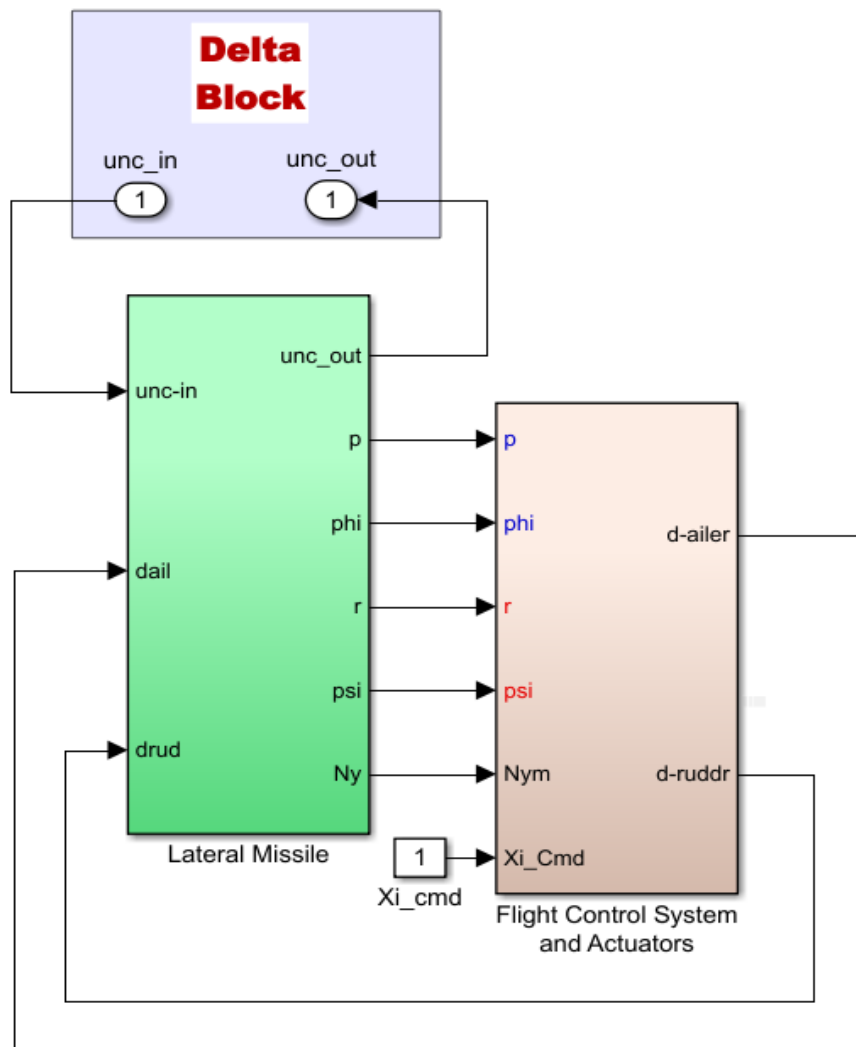 Delta
Block
unc_in
unc_out
1
1
unc_out
unc-in
p
p
phi
phi
d-ailer
dail
r
r
psi
psi
drud
Ny
Nym
d-ruddr
Lateral Missile
1
Xi_Cmd
Xi_cmd
Flight Control System
and Actuators